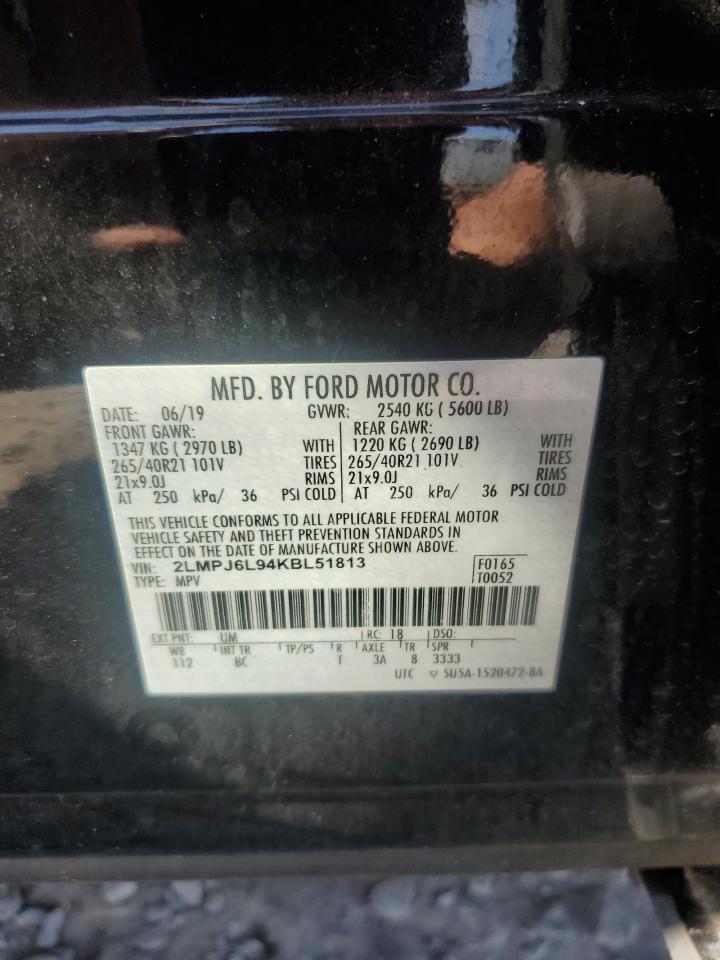 MFD. BY FORD MOTOR CO.
DATE: 06/19 GVWR: 2540 KG ( 5600 LB)
FRONT GAWR: REAR GAWR:
1347 KG ( 2970 LB) WITH 1220 KG ( 2690 LB) WITH
265/40R21 101V TIRES 265/40R21 101V TIRES
21x9.0J RIMS 21x9.0J RIMS
AT 250 kPa/ 36 PSI COLD AT 250 kPa/ 36 PSI COLD
THIS VEHICLE CONFORMS TO ALL APPLICABLE FEDERAL MOTOR
VEHICLE SAFETY AND THEFT PREVENTION STANDARDS IN
EFFECT ON THE DATE OF MANUFACTURE SHOWN ABOVE.
VIN: 2LMPJ6L94KBL51813 F0165
TYPE: MPV T0052
EXT PNT: UM RC: 18 DSO:
WB INT TR TP/PS R AXLE TR SPR
112 BC T 3A 8 3333
UTC ▽ 5U5A-1520472-BA